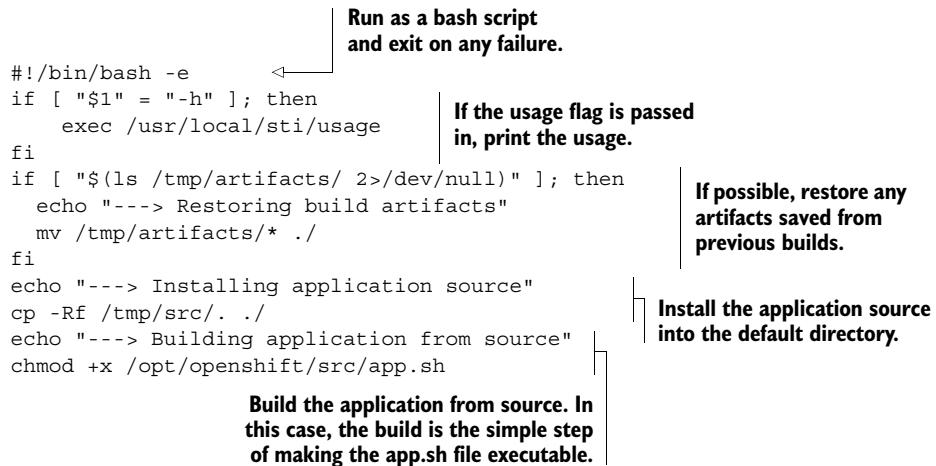 Run as a bash script
and exit on any failure.
#!/bin/bash -e
if [ "$1" = "-h" ]; then
    exec /usr/local/sti/usage
fi
If the usage flag is passed
in, print the usage.
if [ "$(ls /tmp/artifacts/ 2>/dev/null)" ]; then
  echo "---> Restoring build artifacts"
  mv /tmp/artifacts/* ./
fi
If possible, restore any
artifacts saved from
previous builds.
echo "---> Installing application source"
cp -Rf /tmp/src/. ./
Install the application source
into the default directory.
echo "---> Building application from source"
chmod +x /opt/openshift/src/app.sh
Build the application from source. In
this case, the build is the simple step
of making the app.sh file executable.